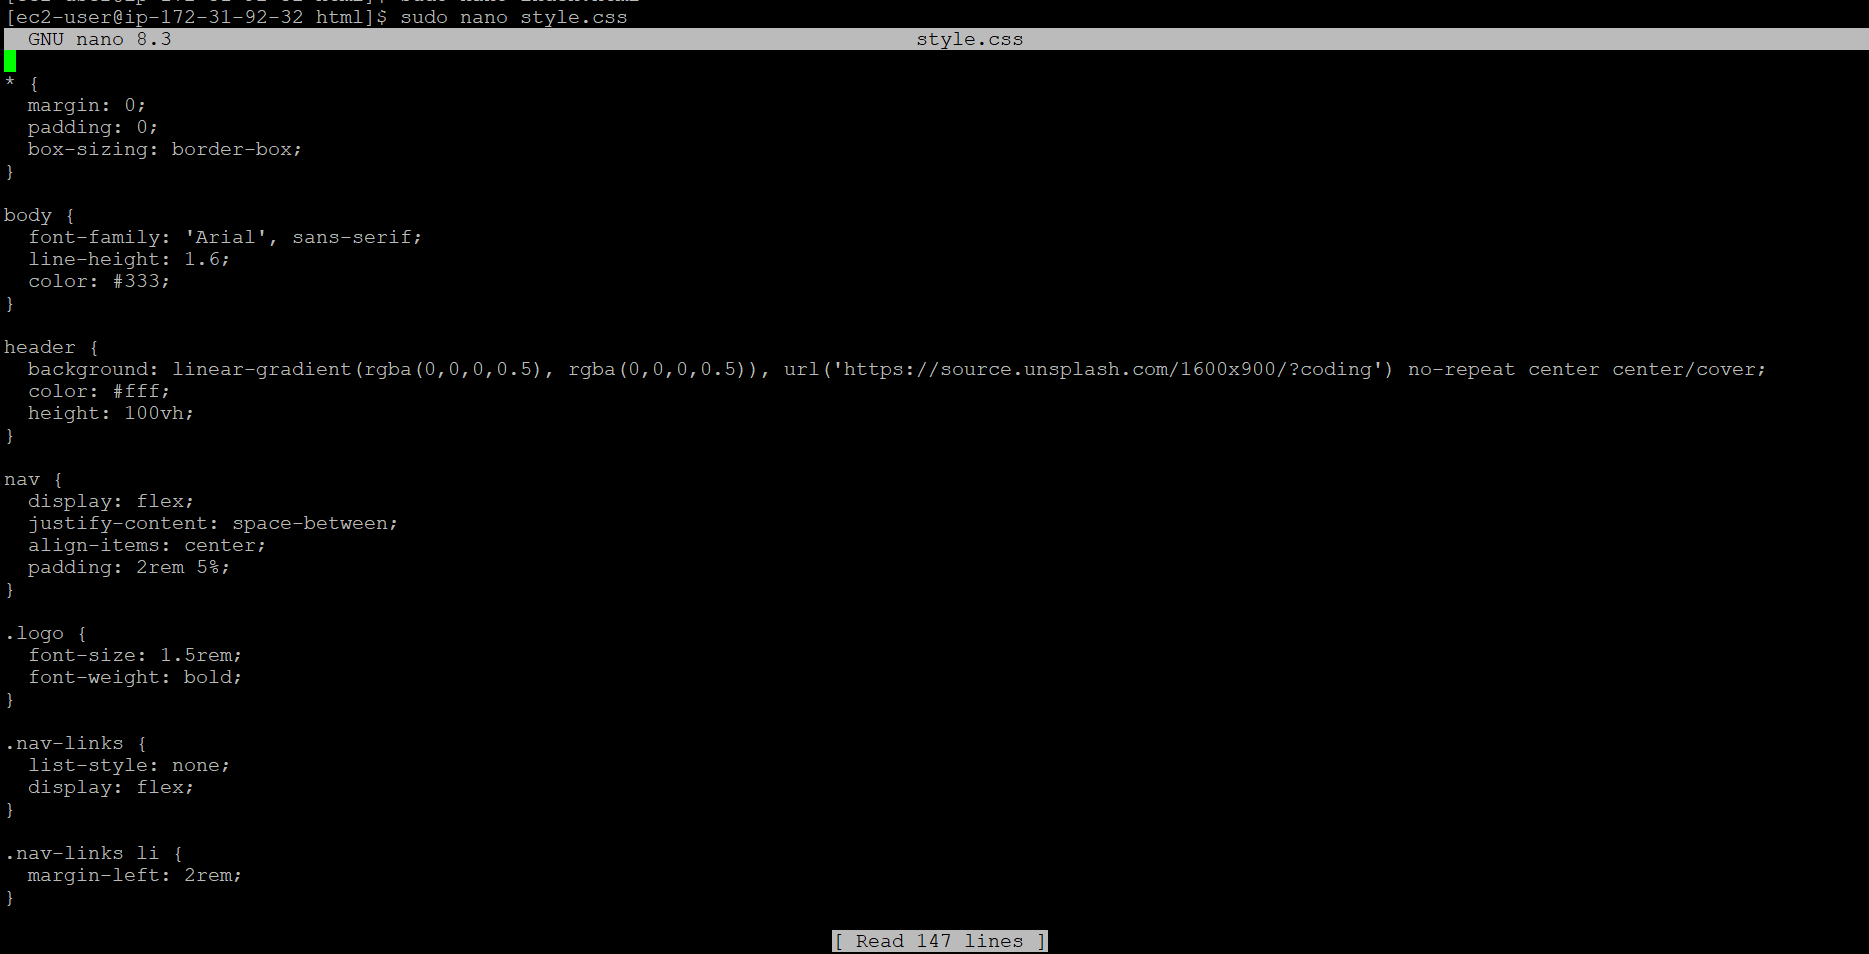 [ec2-user@ip-172-31-92-32 html]$ sudo nano style.css
GNU nano 8.3 style.css
* {
  margin: 0;
  padding: 0;
  box-sizing: border-box;
}
body {
  font-family: 'Arial', sans-serif;
  line-height: 1.6;
  color: #333;
}
header {
  background: linear-gradient(rgba(0,0,0,0.5), rgba(0,0,0,0.5)), url('https://source.unsplash.com/1600x900/?coding') no-repeat center center/cover;
  color: #fff;
  height: 100vh;
}
nav {
  display: flex;
  justify-content: space-between;
  align-items: center;
  padding: 2rem 5%;
}
.logo {
  font-size: 1.5rem;
  font-weight: bold;
}
.nav-links {
  list-style: none;
  display: flex;
}
.nav-links li {
  margin-left: 2rem;
}
[ Read 147 lines ]